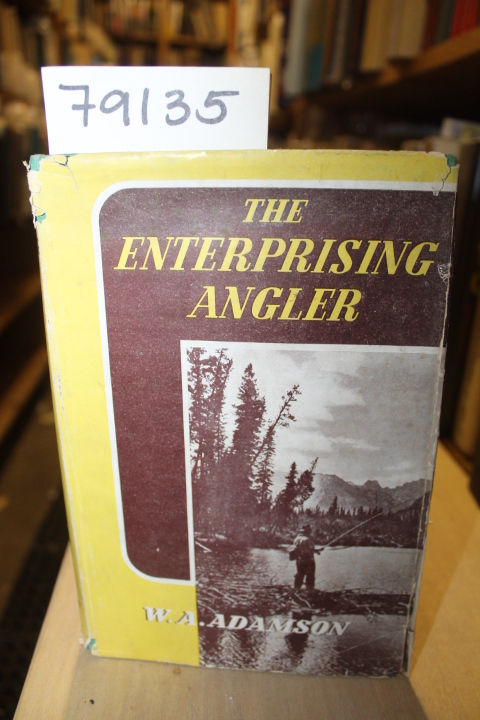 79135
THE
ENTERPRISING
ANGLER
W.A.ADAMSON